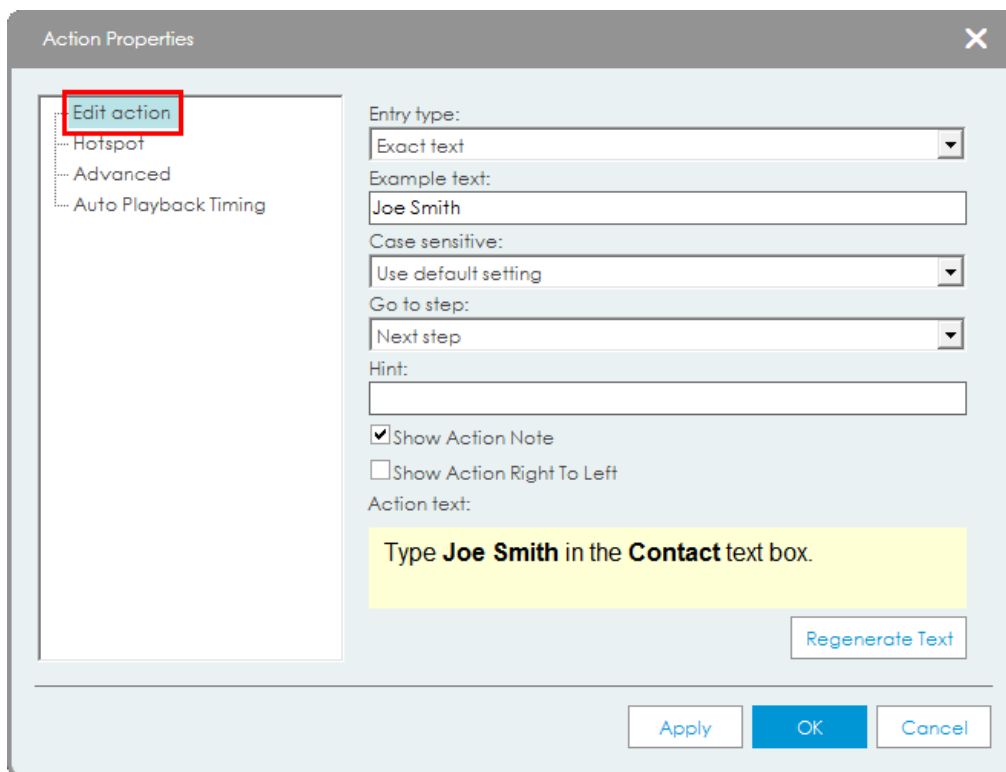 Action Properties
Edit action
Hotspot
Advanced
Auto Playback Timing
Entry type:
Exact text
Example text:
Joe Smith
Case sensitive:
Use default setting
Go to step:
Next step
Hint:
Show Action Note
Show Action Right To Left
Action text:
Type Joe Smith in the Contact text box.
Regenerate Text
Apply OK Cancel